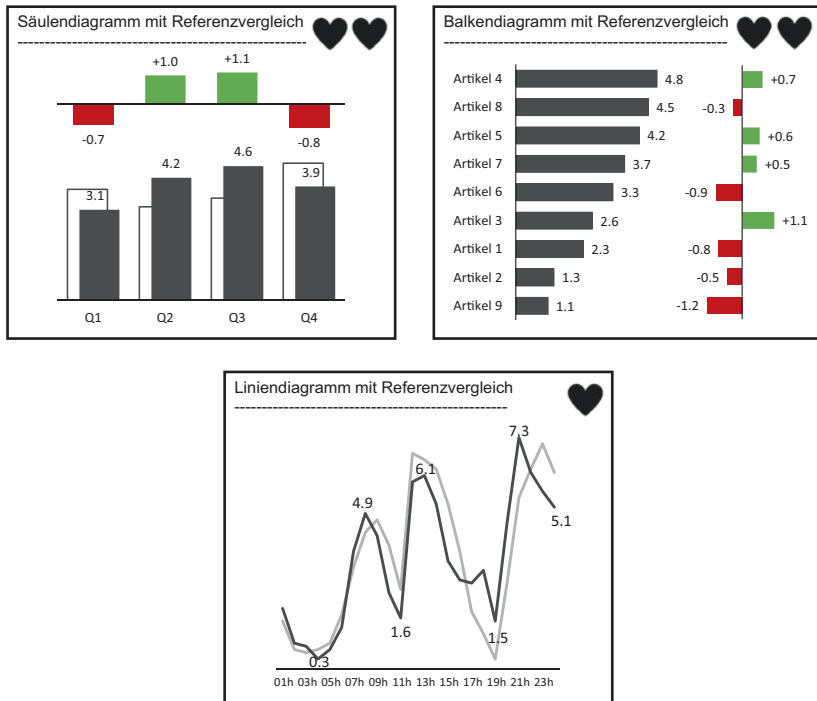 Säulendiagramm mit Referenzvergleich
+1.0 +1.1
-0.7 -0.8
3.1 4.2 4.6 3.9
Q1 Q2 Q3 Q4
Balkendiagramm mit Referenzvergleich
Artikel 4 4.8 +0.7
Artikel 8 4.5 -0.3
Artikel 5 4.2 +0.6
Artikel 7 3.7 +0.5
Artikel 6 3.3 -0.9
Artikel 3 2.6 +1.1
Artikel 1 2.3 -0.8
Artikel 2 1.3 -0.5
Artikel 9 1.1 -1.2
Liniendiagramm mit Referenzvergleich
7.3
6.1
4.9
5.1
1.6 1.5
0.3
01h 03h 05h 07h 09h 11h 13h 15h 17h 19h 21h 23h